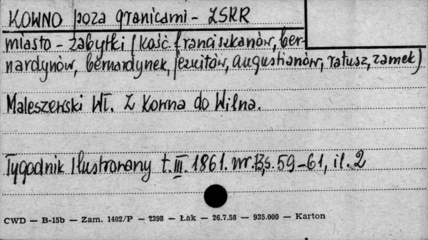 KOWNO poza granicami - ZSRR
miasto - zabytki (kość. franciszkanów, ber-
nardynów, bernardynek, jezuitów, augustianów, ratusz, zamek)
Maleszewski Wł. Z Kowna do Wilna.
Tygodnik Ilustrowany t. III. 1861. nr. 73, s. 59-61, il. 2
CWD — B-15b — Zam. 1402/P — 2398 — Łak — 26.7.58 — 935.000 — Karton